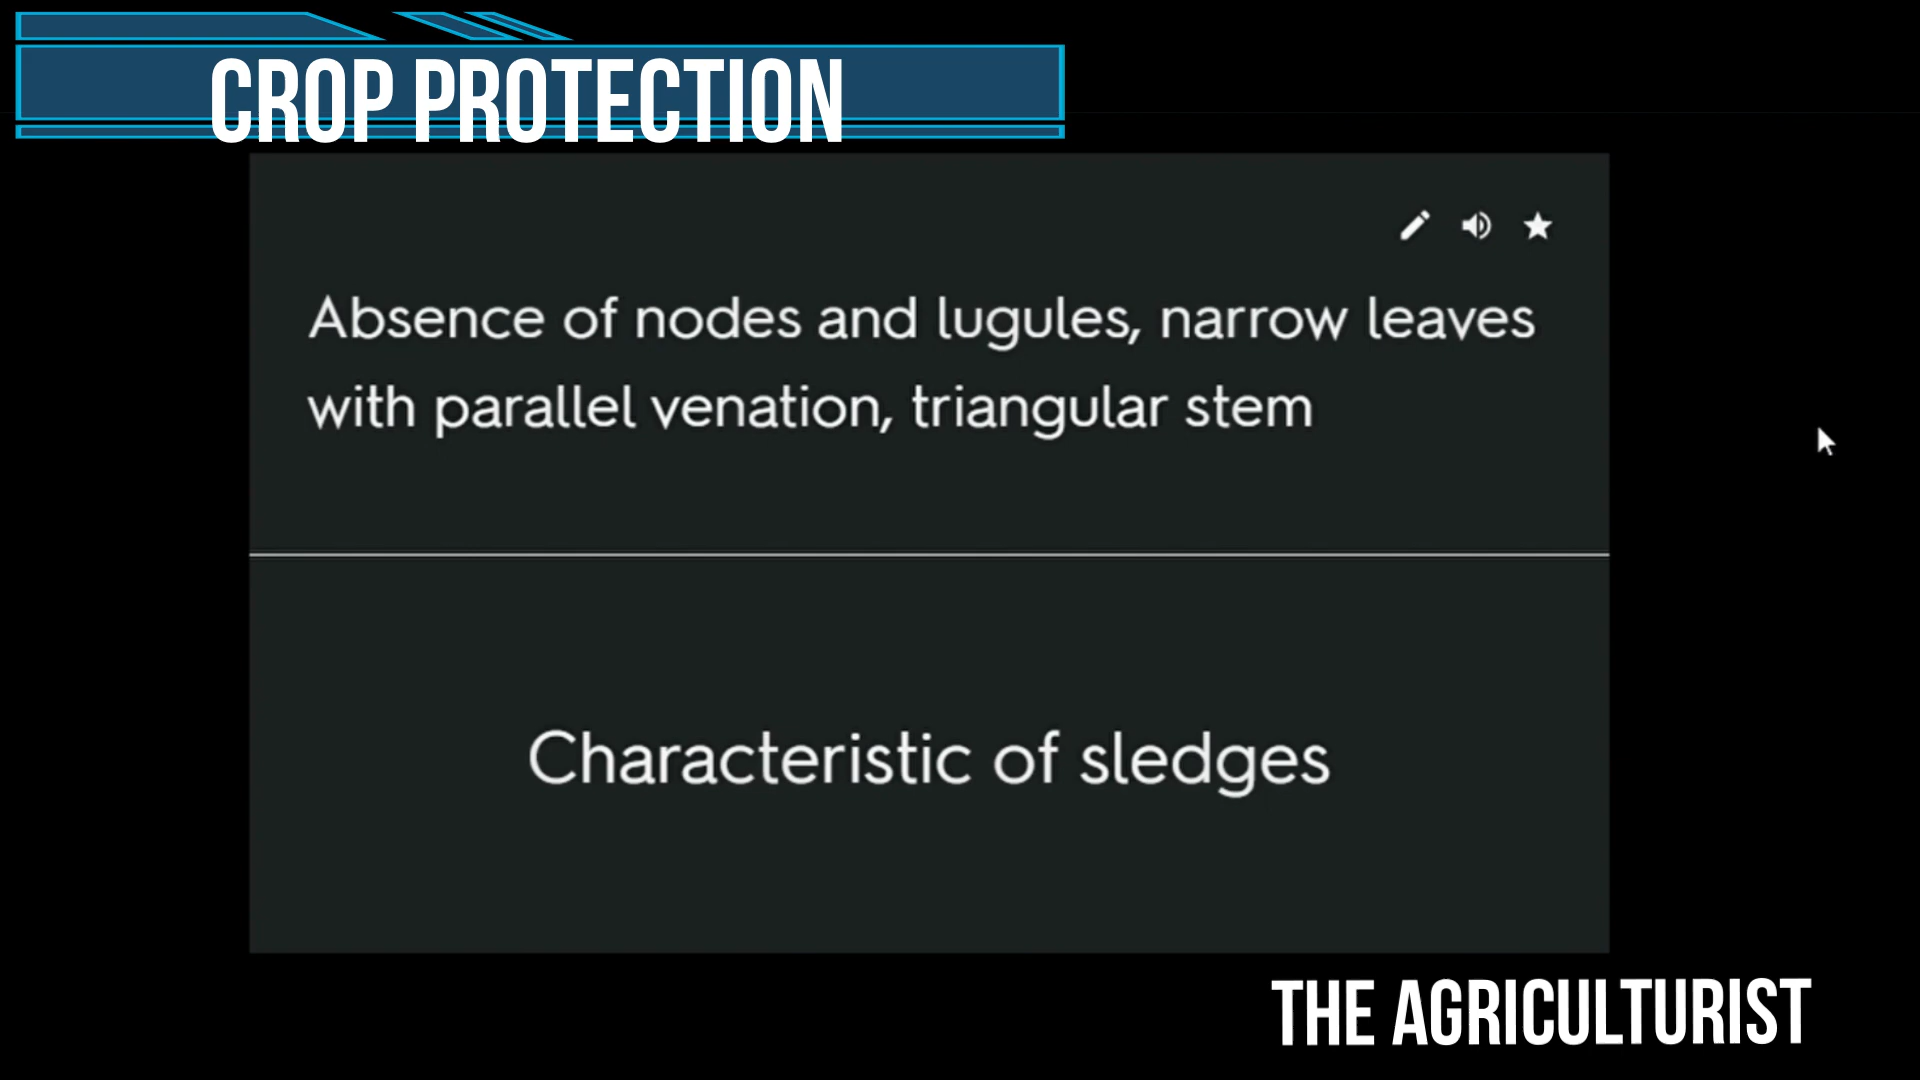 CROP PROTECTION
Absence of nodes and lugules, narrow leaves
with parallel venation, triangular stem
Characteristic of sledges
THE AGRICULTURIST